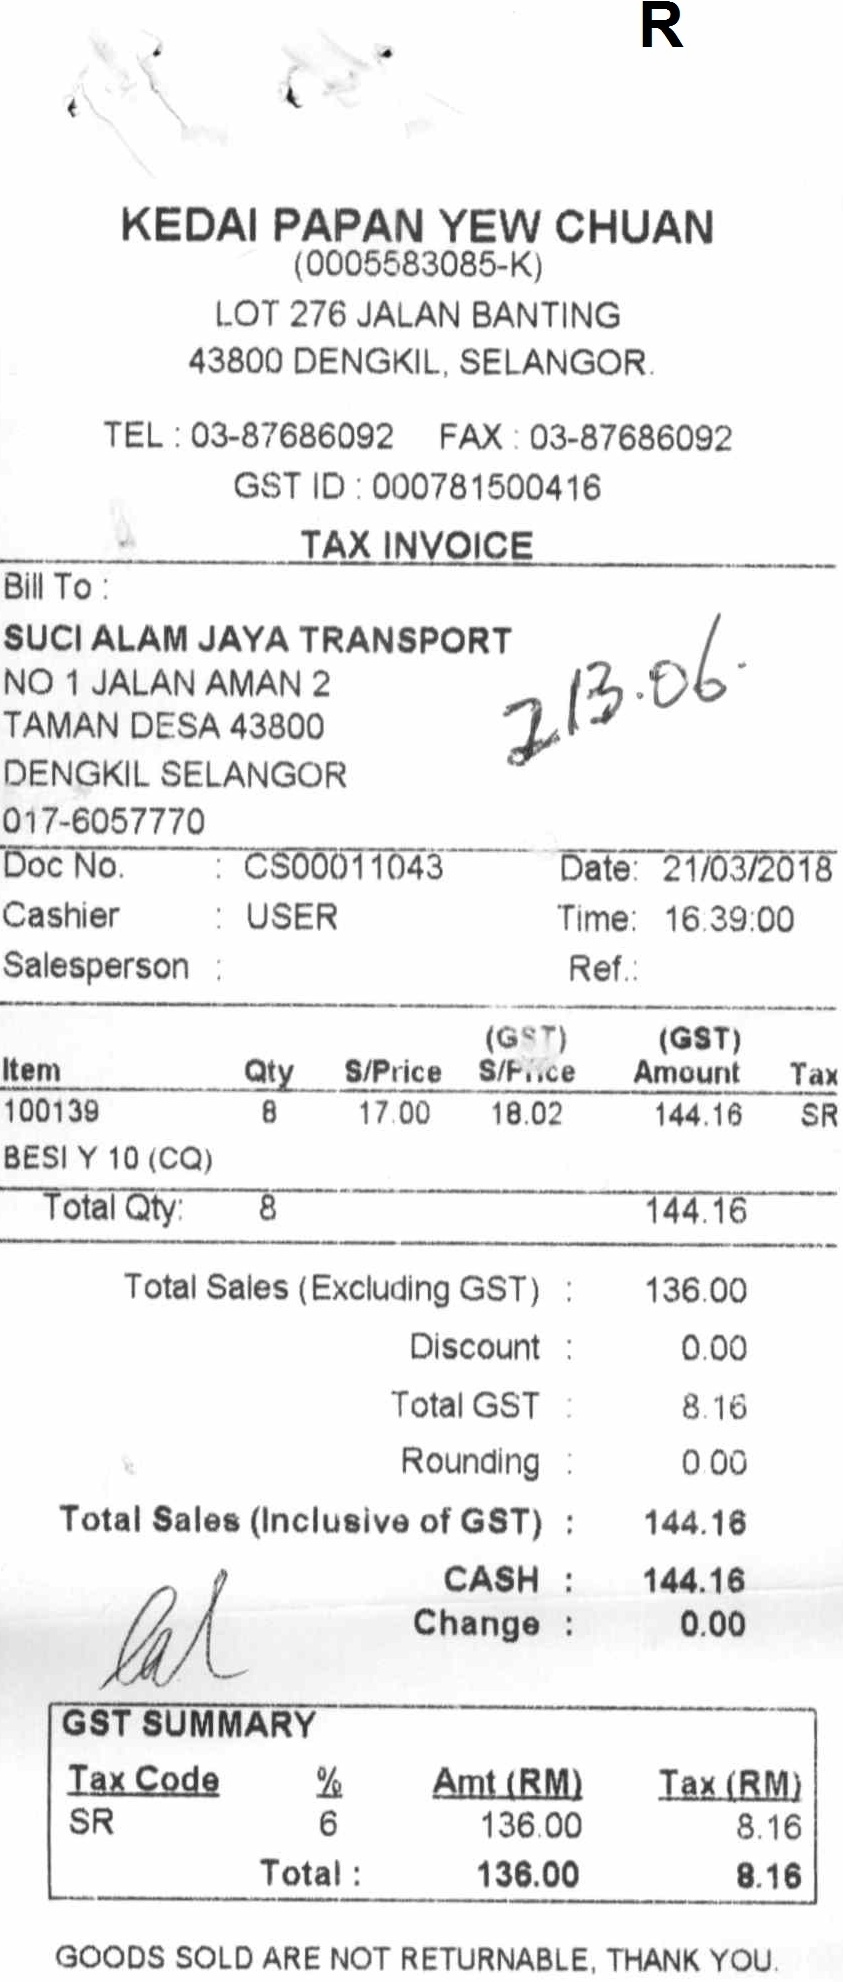 R
KEDAI PAPAN YEW CHUAN
(0005583085-K)
LOT 276 JALAN BANTING
43800 DENGKIL, SELANGOR.
TEL : 03-87686092 FAX : 03-87686092
GST ID : 000781500416
TAX INVOICE
Bill To :
SUCI ALAM JAYA TRANSPORT
NO 1 JALAN AMAN 2
TAMAN DESA 43800
DENGKIL SELANGOR
017-6057770
213.06.
Doc No. : CS00011043 Date: 21/03/2018
Cashier : USER Time: 16:39:00
Salesperson : Ref.:
(GST) (GST)
Item Qty S/Price S/Price Amount Tax
100139 8 17.00 18.02 144.16 SR
BESI Y 10 (CQ)
Total Qty: 8 144.16
Total Sales (Excluding GST) : 136.00
Discount : 0.00
Total GST : 8.16
Rounding : 0.00
Total Sales (Inclusive of GST) : 144.16
CASH : 144.16
Change : 0.00
GST SUMMARY
Tax Code % Amt (RM) Tax (RM)
SR 6 136.00 8.16
Total : 136.00 8.16
GOODS SOLD ARE NOT RETURNABLE, THANK YOU.